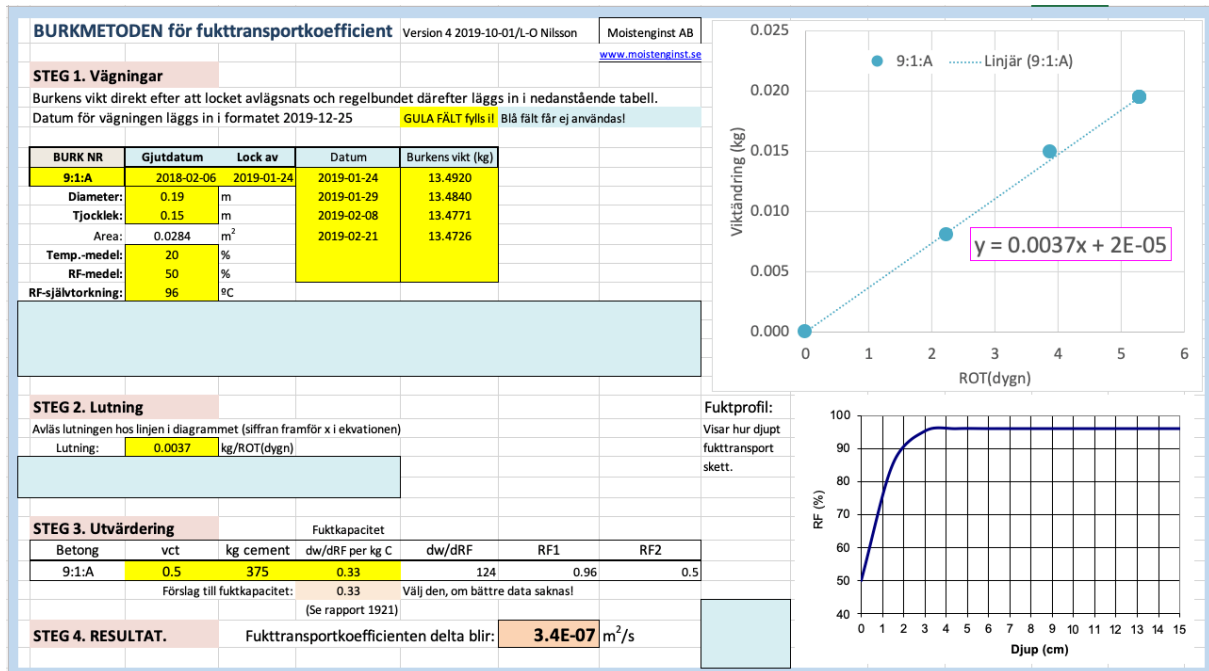 BURKMETODEN för fukttransportkoefficient Version 4 2019-10-01/L-O Nilsson Moistenginst AB
www.moistenginst.se
STEG 1. Vägningar
Burkens vikt direkt efter att locket avlägsnats och regelbundet därefter läggs in i nedanstående tabell.
Datum för vägningen läggs in i formatet 2019-12-25 GULA FÄLT fylls i! Blå fält får ej användas!
BURK NR Gjutdatum Lock av Datum Burkens vikt (kg)
9:1:A 2018-02-06 2019-01-24 2019-01-24 13.4920
Diameter: 0.19 m 2019-01-29 13.4840
Tjocklek: 0.15 m 2019-02-08 13.4771
Area: 0.0284 m² 2019-02-21 13.4726
Temp.-medel: 20 %
RF-medel: 50 %
RF-självtorkning: 96 ºC
STEG 2. Lutning
Avläs lutningen hos linjen i diagrammet (siffran framför x i ekvationen)
Lutning: 0.0037 kg/ROT(dygn)
STEG 3. Utvärdering Fuktkapacitet
Betong vct kg cement dw/dRF per kg C dw/dRF RF1 RF2
9:1:A 0.5 375 0.33 124 0.96 0.5
Förslag till fuktkapacitet: 0.33 Välj den, om bättre data saknas!
(Se rapport 1921)
STEG 4. RESULTAT. Fukttransportkoefficienten delta blir: 3.4E-07 m²/s
0.025
0.020
0.015
0.010
0.005
0.000
Viktändring (kg)
9:1:A Linjär (9:1:A)
y = 0.0037x + 2E-05
0 1 2 3 4 5 6
ROT(dygn)
Fuktprofil:
Visar hur djupt
fukttransport
skett.
100
90
80
70
60
50
40
RF (%)
0 1 2 3 4 5 6 7 8 9 10 11 12 13 14 15
Djup (cm)